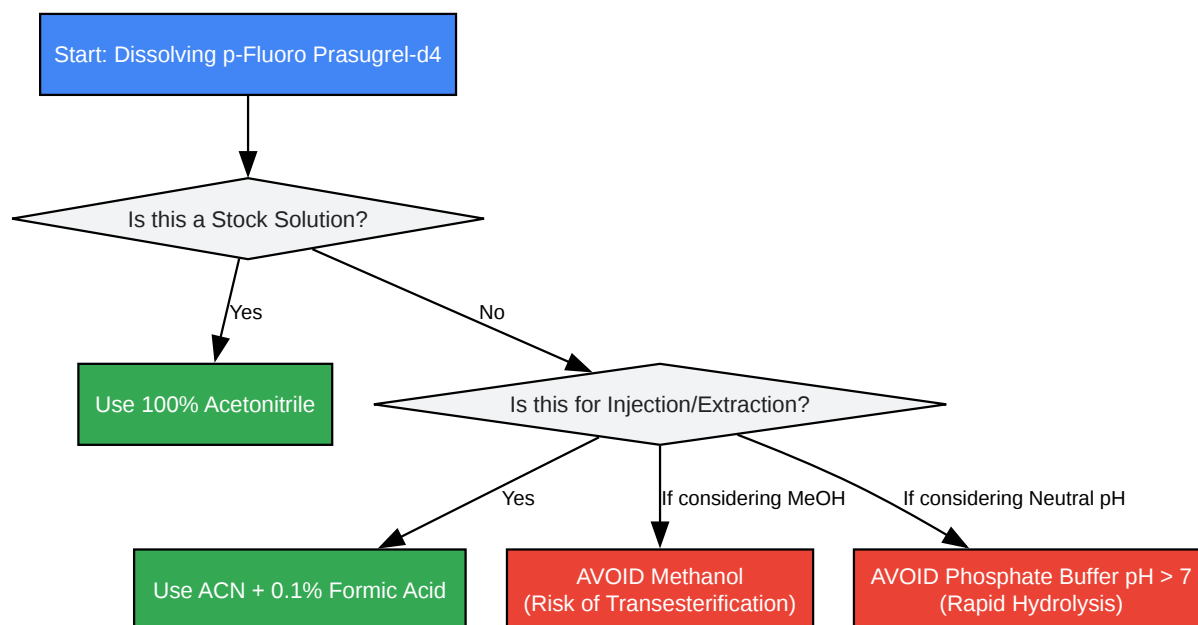 Start: Dissolving p-Fluoro Prasugrel-d4
Is this a Stock Solution?
Yes
No
Use 100% Acetonitrile
Is this for Injection/Extraction?
Yes
If considering MeOH
If considering Neutral pH
Use ACN + 0.1% Formic Acid
AVOID Methanol
(Risk of Transesterification)
AVOID Phosphate Buffer pH > 7
(Rapid Hydrolysis)